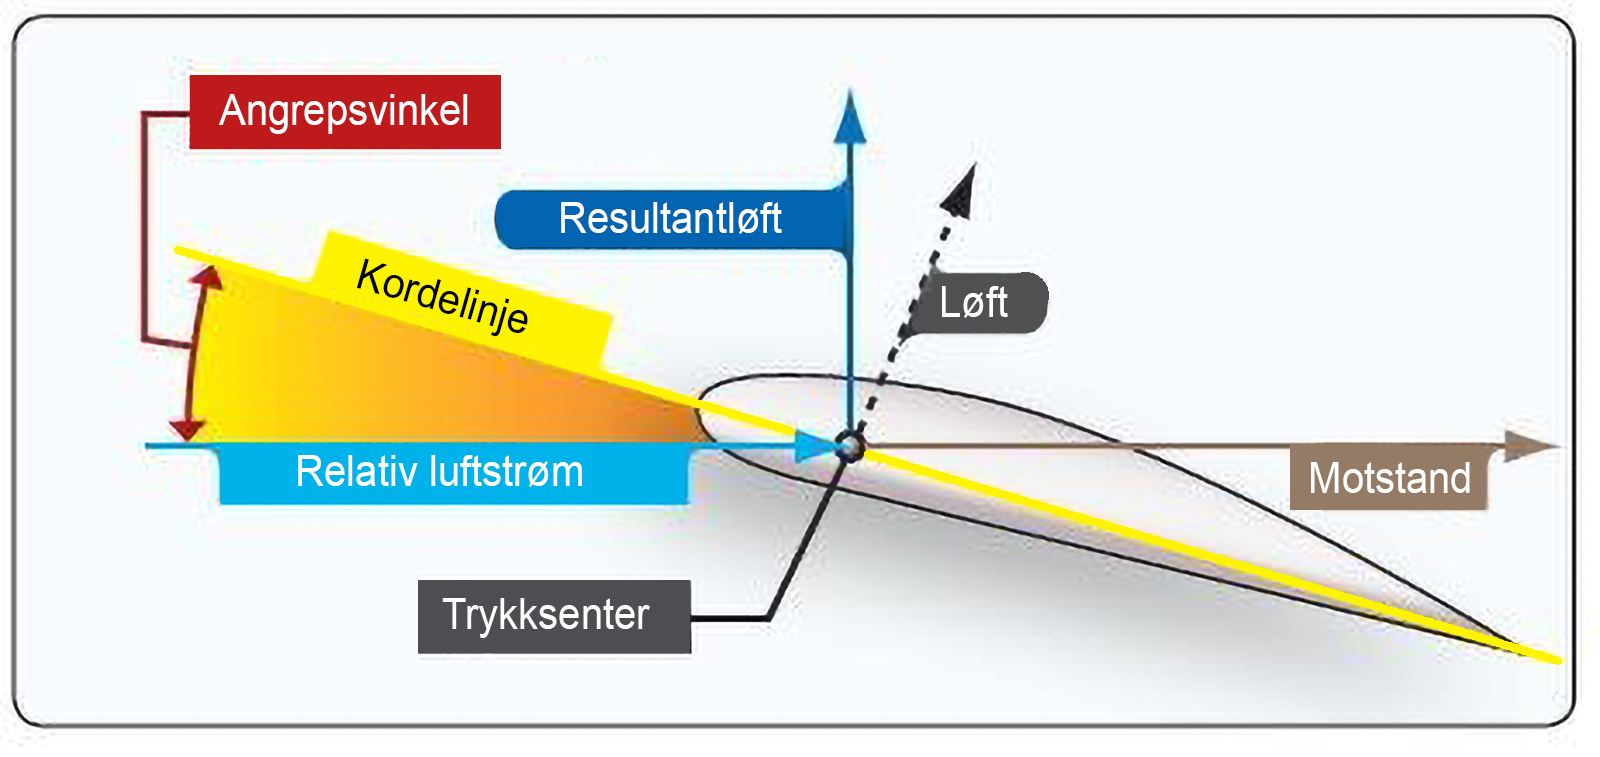 Angrepsvinkel
Resultantløft
Kordelinje
Løft
Relativ luftstrøm
Motstand
Trykksenter